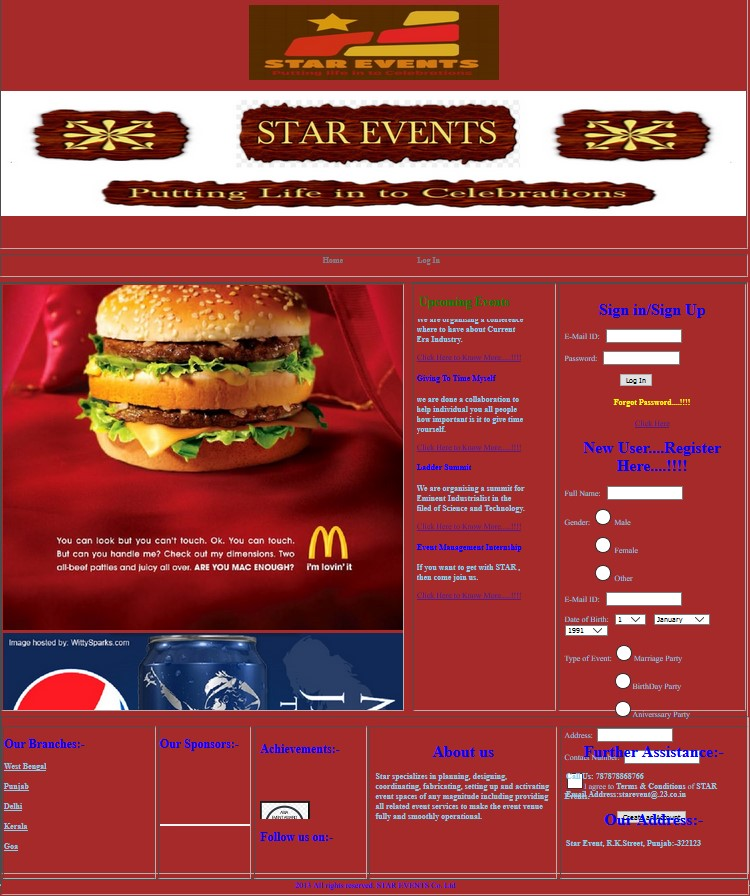 STAR EVENTS
Putting life in to Celebrations
STAR EVENTS
Putting Life in to Celebrations
Home
Log In
You can look but you can't touch. Ok. You can touch.
But can you handle me? Check out my dimensions. Two
all-beef patties and juicy all over. ARE YOU MAC ENOUGH?
i'm lovin' it
Image hosted by: WittySparks.com
Upcoming Events
We are organising a conference
where to have about Current
Era Industry.
Click Here to Know More.....!!!!
Giving To Time Myself
we are done a collaboration to
help individual you all people
how important is it to give time
yourself.
Click Here to Know More.....!!!!
Ladder Summit
We are organising a summit for
Eminent Industrialist in the
filed of Science and Technology.
Click Here to Know More.....!!!!
Event Management Internship
If you want to get with STAR ,
then come join us.
Click Here to Know More.....!!!!
Sign in/Sign Up
E-Mail ID:
Password:
Log In
Forgot Password....!!!!
Click Here
New User....Register
Here....!!!!
Full Name:
Gender: Male
Female
Other
E-Mail ID:
Date of Birth: 1 January
1991
Type of Event: Marriage Party
BirthDay Party
Aniversary Party
Address:
Contact Number:
I agree to Terms & Conditions of STAR
Events.
Our Branches:-
West Bengal
Punjab
Delhi
Kerala
Goa
Our Sponsors:-
Achievements:-
Follow us on:-
About us
Star specializes in planning, designing,
coordinating, fabricating, setting up and activating
event spaces of any magnitude including providing
all related event services to make the event venue
fully and smoothly operational.
Further Assistance:-
Call Us: 787878868766
Email Address:starevent@.23.co.in
Our Address:-
Star Event, R.K.Street, Punjab:-322123
2013 All rights reserved. STAR EVENTS Co. Ltd.